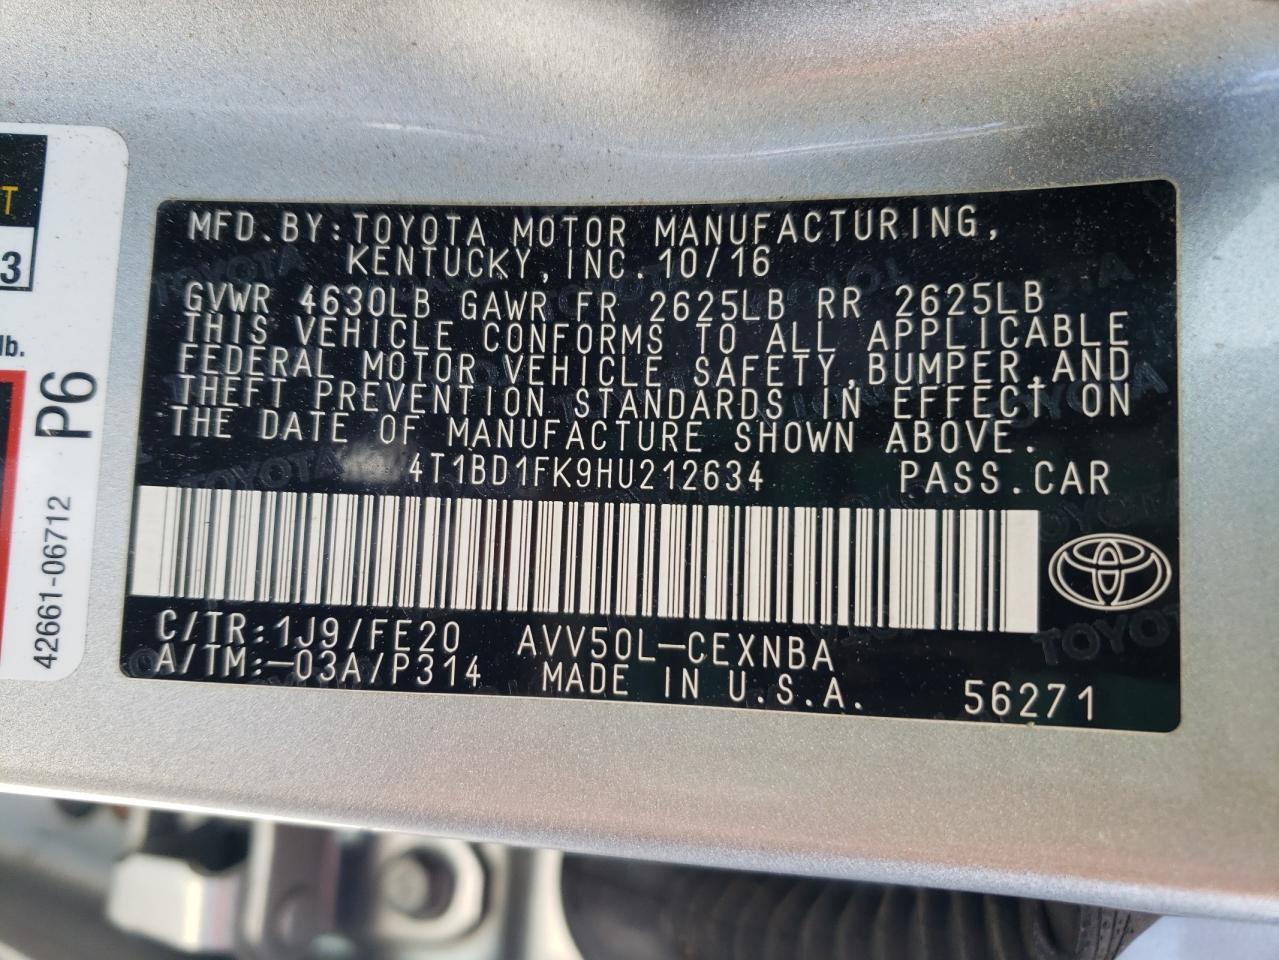 T
3
lb.
P6
42661-06712
MFD.BY:TOYOTA MOTOR MANUFACTURING,
KENTUCKY,INC.10/16
GVWR 4630LB GAWR FR 2625LB RR 2625LB
THIS VEHICLE CONFORMS TO ALL APPLICABLE
FEDERAL MOTOR VEHICLE SAFETY,BUMPER,AND
THEFT PREVENTION STANDARDS IN EFFECT ON
THE DATE OF MANUFACTURE SHOWN ABOVE.
4T1BD1FK9HU212634 PASS.CAR
C/TR:1J9/FE20 AVV50L-CEXNBA
A/TM:-03A/P314 MADE IN U.S.A. 56271
TOYOTA